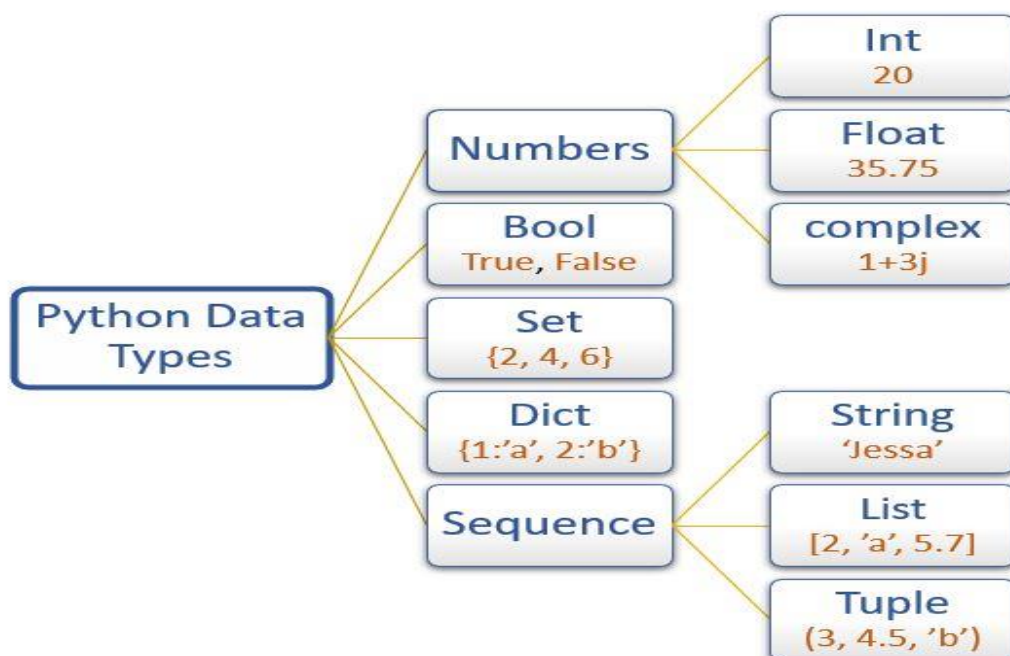 Python Data
Types
Numbers
Int
20
Float
35.75
complex
1+3j
Bool
True, False
Set
{2, 4, 6}
Dict
{1:’a’, 2:’b’}
Sequence
String
‘Jessa’
List
[2, ’a’, 5.7]
Tuple
(3, 4.5, ’b’)